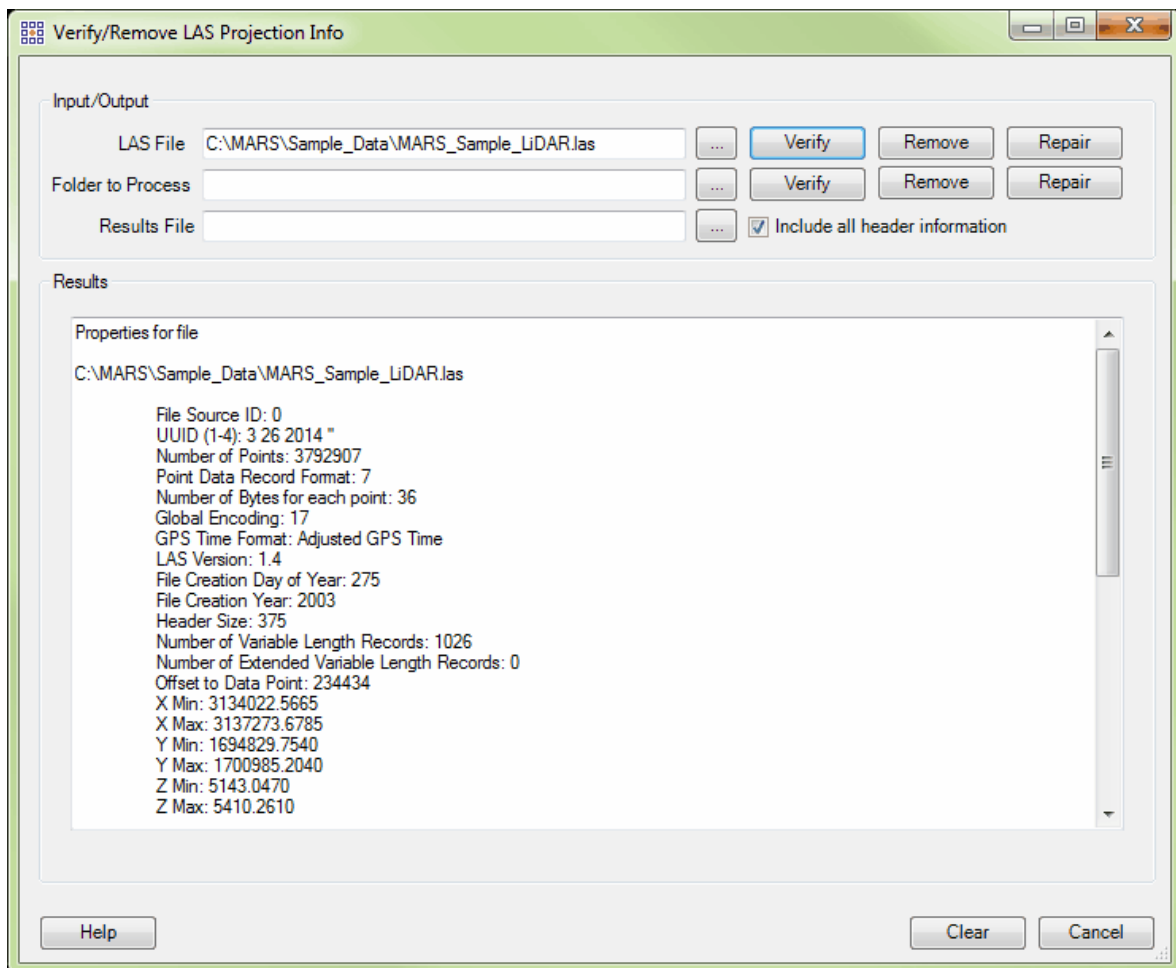 Verify/Remove LAS Projection Info
Input/Output
LAS File C:\MARS\Sample_Data\MARS_Sample_LiDAR.las ... Verify Remove Repair
Folder to Process ... Verify Remove Repair
Results File ... Include all header information
Results
Properties for file
C:\MARS\Sample_Data\MARS_Sample_LiDAR.las
File Source ID: 0
UUID (1-4): 3 26 2014 "
Number of Points: 3792907
Point Data Record Format: 7
Number of Bytes for each point: 36
Global Encoding: 17
GPS Time Format: Adjusted GPS Time
LAS Version: 1.4
File Creation Day of Year: 275
File Creation Year: 2003
Header Size: 375
Number of Variable Length Records: 1026
Number of Extended Variable Length Records: 0
Offset to Data Point: 234434
X Min: 3134022.5665
X Max: 3137273.6785
Y Min: 1694829.7540
Y Max: 1700985.2040
Z Min: 5143.0470
Z Max: 5410.2610
Help Clear Cancel